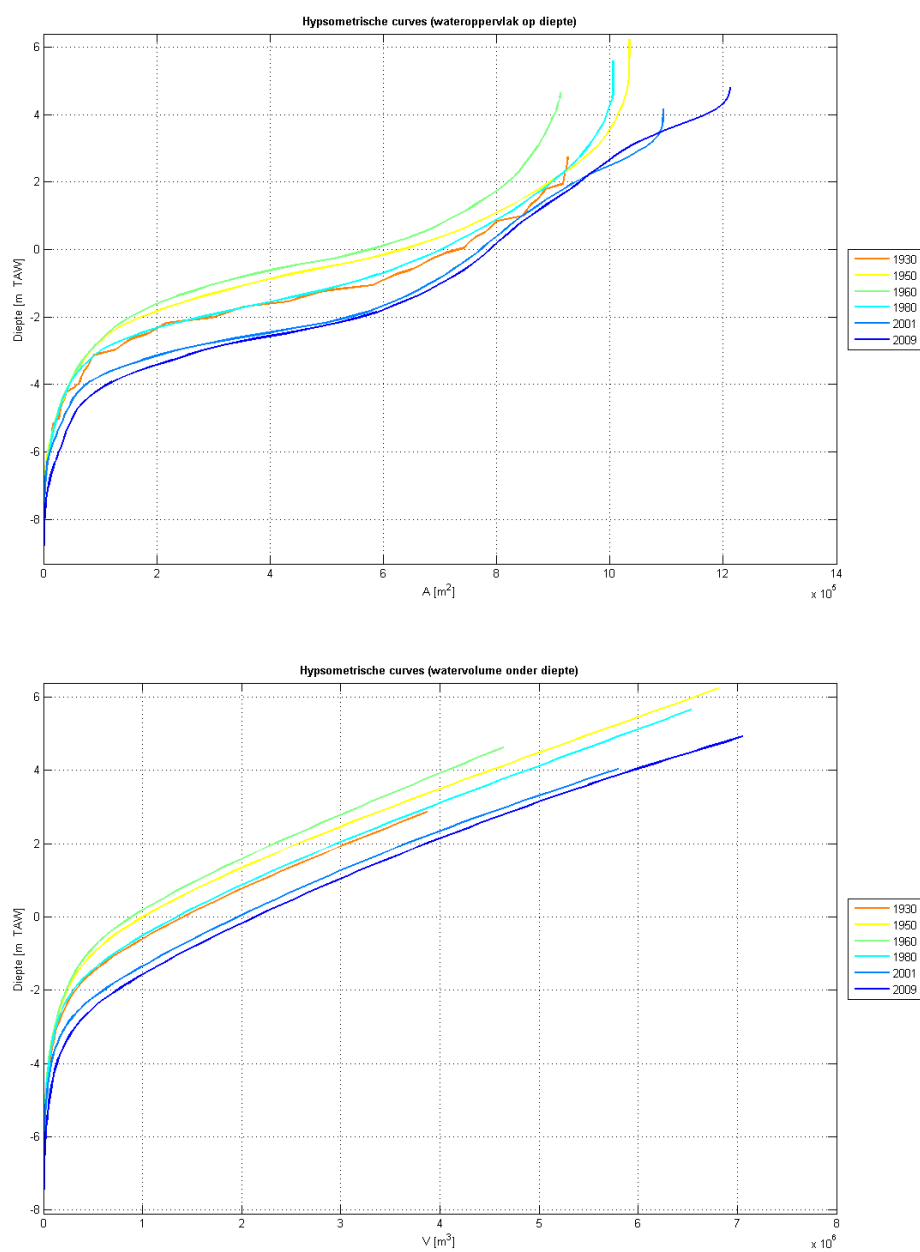 Hypsometrische curves (wateroppervlak op diepte)
6
4
2
0
-2
-4
-6
-8
Diepte [m TAW]
0 2 4 6 8 10 12 14
A [m²]
x 10⁵
1930
1950
1960
1980
2001
2009
Hypsometrische curves (watervolume onder diepte)
6
4
2
0
-2
-4
-6
-8
Diepte [m TAW]
0 1 2 3 4 5 6 7 8
V [m³]
x 10⁶
1930
1950
1960
1980
2001
2009